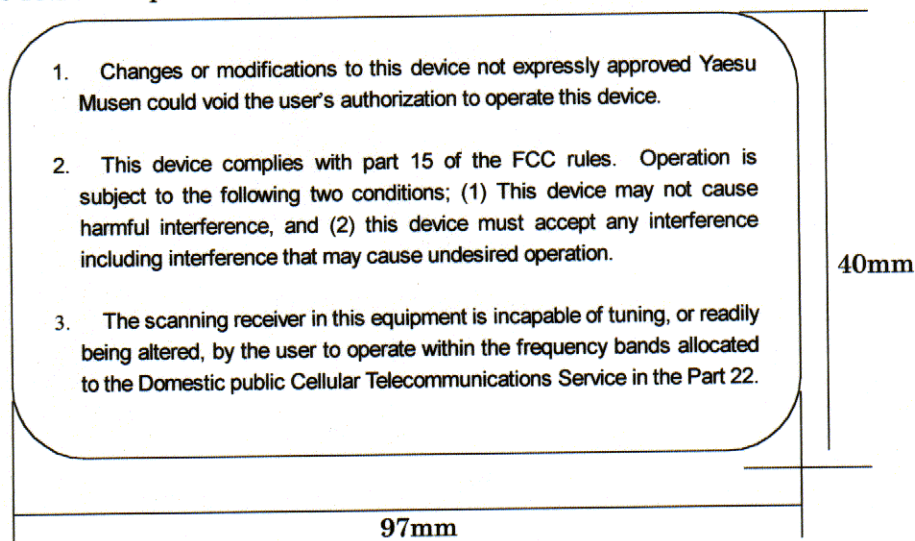 1. Changes or modifications to this device not expressly approved Yaesu
Musen could void the user's authorization to operate this device.
2. This device complies with part 15 of the FCC rules. Operation is
subject to the following two conditions; (1) This device may not cause
harmful interference, and (2) this device must accept any interference
including interference that may cause undesired operation.
3. The scanning receiver in this equipment is incapable of tuning, or readily
being altered, by the user to operate within the frequency bands allocated
to the Domestic public Cellular Telecommunications Service in the Part 22.
40mm
97mm